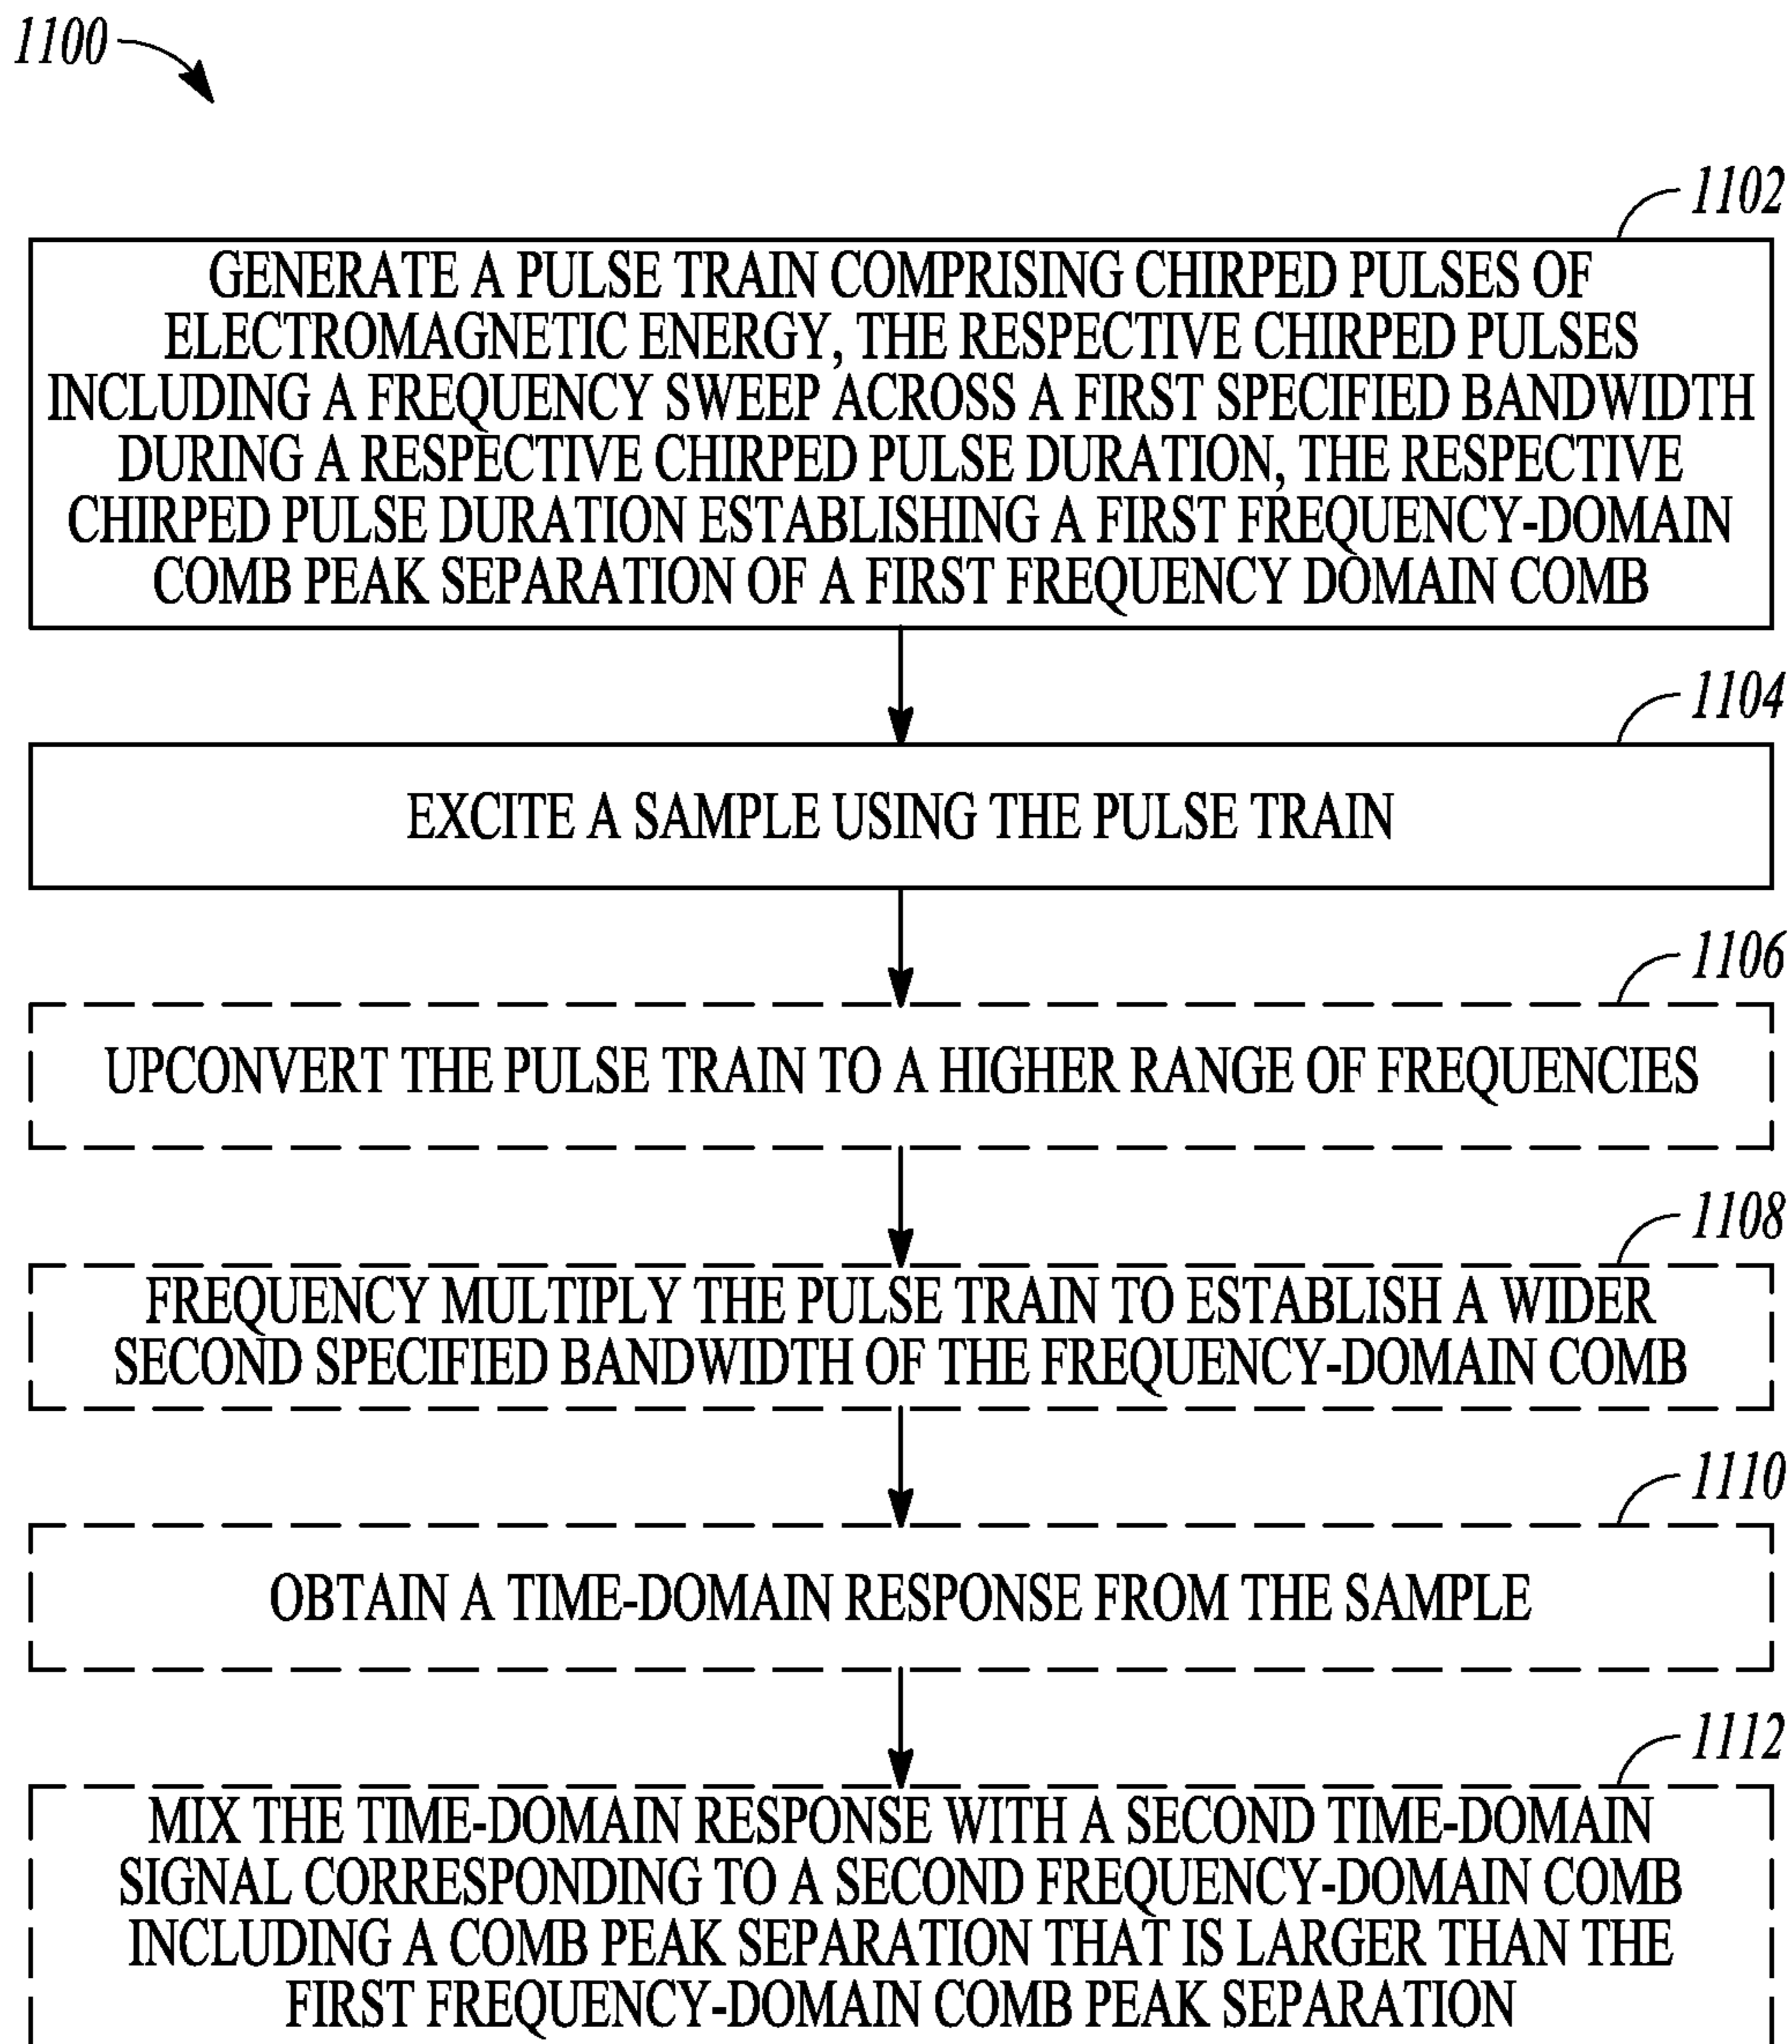 1100
1102
GENERATE A PULSE TRAIN COMPRISING CHIRPED PULSES OF
ELECTROMAGNETIC ENERGY, THE RESPECTIVE CHIRPED PULSES
INCLUDING A FREQUENCY SWEEP ACROSS A FIRST SPECIFIED BANDWIDTH
DURING A RESPECTIVE CHIRPED PULSE DURATION, THE RESPECTIVE
CHIRPED PULSE DURATION ESTABLISHING A FIRST FREQUENCY-DOMAIN
COMB PEAK SEPARATION OF A FIRST FREQUENCY DOMAIN COMB
1104
EXCITE A SAMPLE USING THE PULSE TRAIN
1106
UPCONVERT THE PULSE TRAIN TO A HIGHER RANGE OF FREQUENCIES
1108
FREQUENCY MULTIPLY THE PULSE TRAIN TO ESTABLISH A WIDER
SECOND SPECIFIED BANDWIDTH OF THE FREQUENCY-DOMAIN COMB
1110
OBTAIN A TIME-DOMAIN RESPONSE FROM THE SAMPLE
1112
MIX THE TIME-DOMAIN RESPONSE WITH A SECOND TIME-DOMAIN
SIGNAL CORRESPONDING TO A SECOND FREQUENCY-DOMAIN COMB
INCLUDING A COMB PEAK SEPARATION THAT IS LARGER THAN THE
FIRST FREQUENCY-DOMAIN COMB PEAK SEPARATION